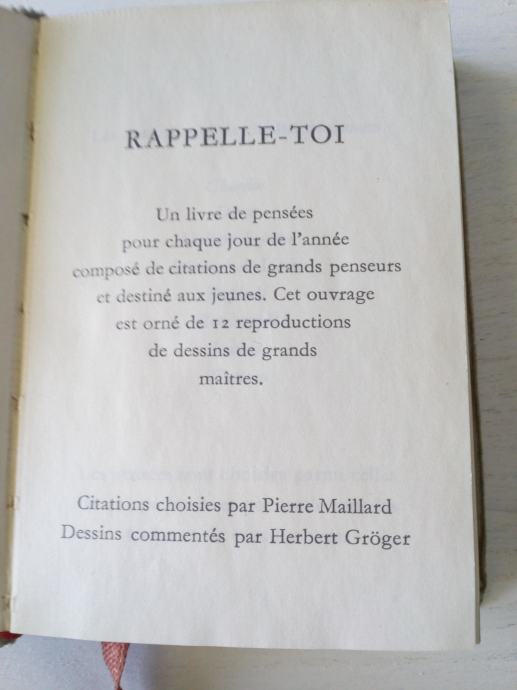 RAPPELLE-TOI
Un livre de pensées
pour chaque jour de l'année
composé de citations de grands penseurs
et destiné aux jeunes. Cet ouvrage
est orné de 12 reproductions
de dessins de grands
maîtres.
Citations choisies par Pierre Maillard
Dessins commentés par Herbert Gröger